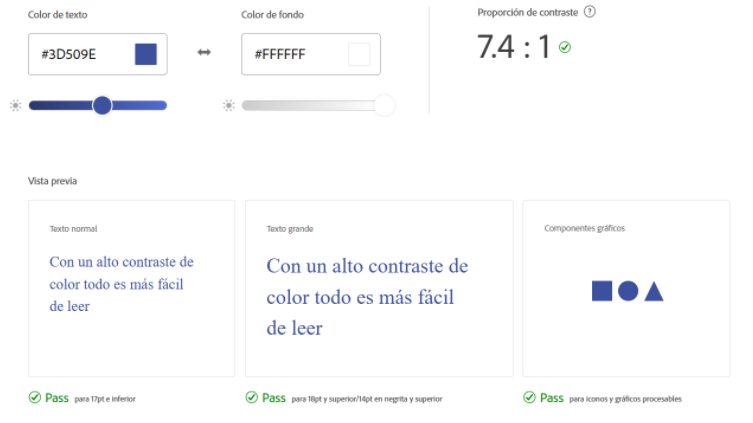 Color de texto
Color de fondo
Proporción de contraste ?
#3D509E
#FFFFFF
7.4 : 1
Vista previa
Texto normal
Con un alto contraste de
color todo es más fácil
de leer
Texto grande
Con un alto contraste de
color todo es más fácil
de leer
Componentes gráficos
Pass para 17pt e inferior
Pass para 18pt y superior/14pt en negrita y superior
Pass para iconos y gráficos procesables